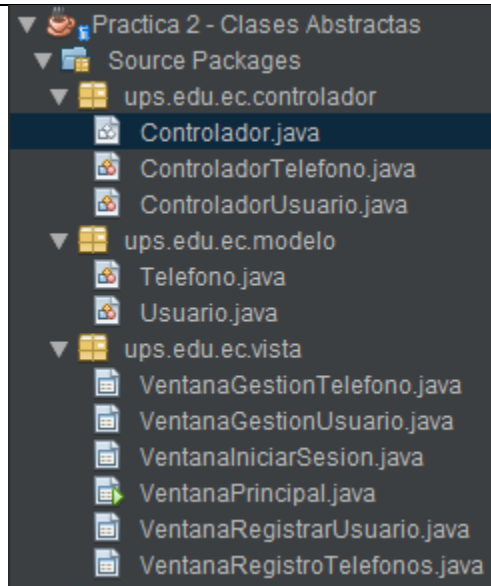 Practica 2 - Clases Abstractas
Source Packages
ups.edu.ec.controlador
Controlador.java
ControladorTelefono.java
ControladorUsuario.java
ups.edu.ec.modelo
Telefono.java
Usuario.java
ups.edu.ec.vista
VentanaGestionTelefono.java
VentanaGestionUsuario.java
VentanaIniciarSesion.java
VentanaPrincipal.java
VentanaRegistrarUsuario.java
VentanaRegistroTelefonos.java